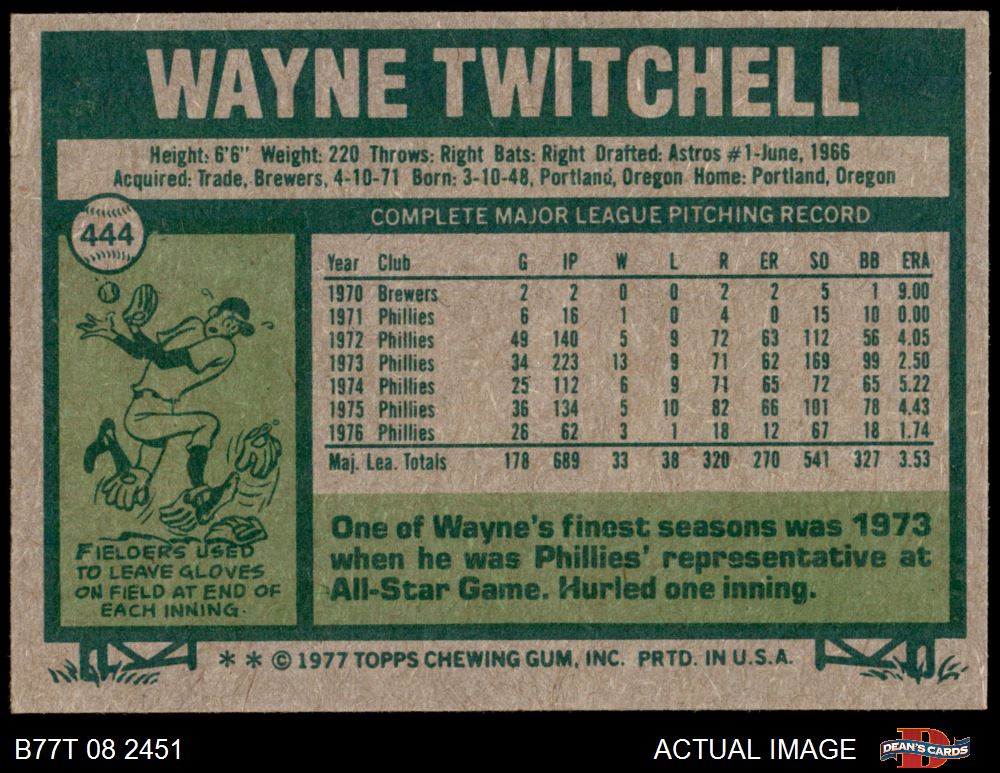 WAYNE TWITCHELL
Height: 6'6" Weight: 220 Throws: Right Bats: Right Drafted: Astros #1-June, 1966
Acquired: Trade, Brewers, 4-10-71 Born: 3-10-48, Portland, Oregon Home: Portland, Oregon
444
COMPLETE MAJOR LEAGUE PITCHING RECORD
Year Club G IP W L R ER SO BB ERA
1970 Brewers 2 2 0 0 2 2 5 1 9.00
1971 Phillies 6 16 1 0 4 0 15 10 0.00
1972 Phillies 49 140 5 9 72 63 112 56 4.05
1973 Phillies 34 223 13 9 71 62 169 99 2.50
1974 Phillies 25 112 6 9 71 65 72 65 5.22
1975 Phillies 36 134 5 10 82 66 101 78 4.43
1976 Phillies 26 62 3 1 18 12 67 18 1.74
Maj. Lea. Totals 178 689 33 38 320 270 541 327 3.53
FIELDERS USED
TO LEAVE GLOVES
ON FIELD AT END OF
EACH INNING.
One of Wayne's finest seasons was 1973
when he was Phillies' representative at
All-Star Game. Hurled one inning.
* * © 1977 TOPPS CHEWING GUM, INC. PRTD. IN U.S.A.
B77T 08 2451
ACTUAL IMAGE
DEAN'S CARDS